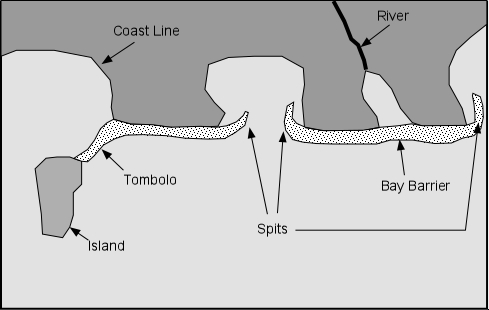 River
Coast Line
Tombolo
Bay Barrier
Spits
Island